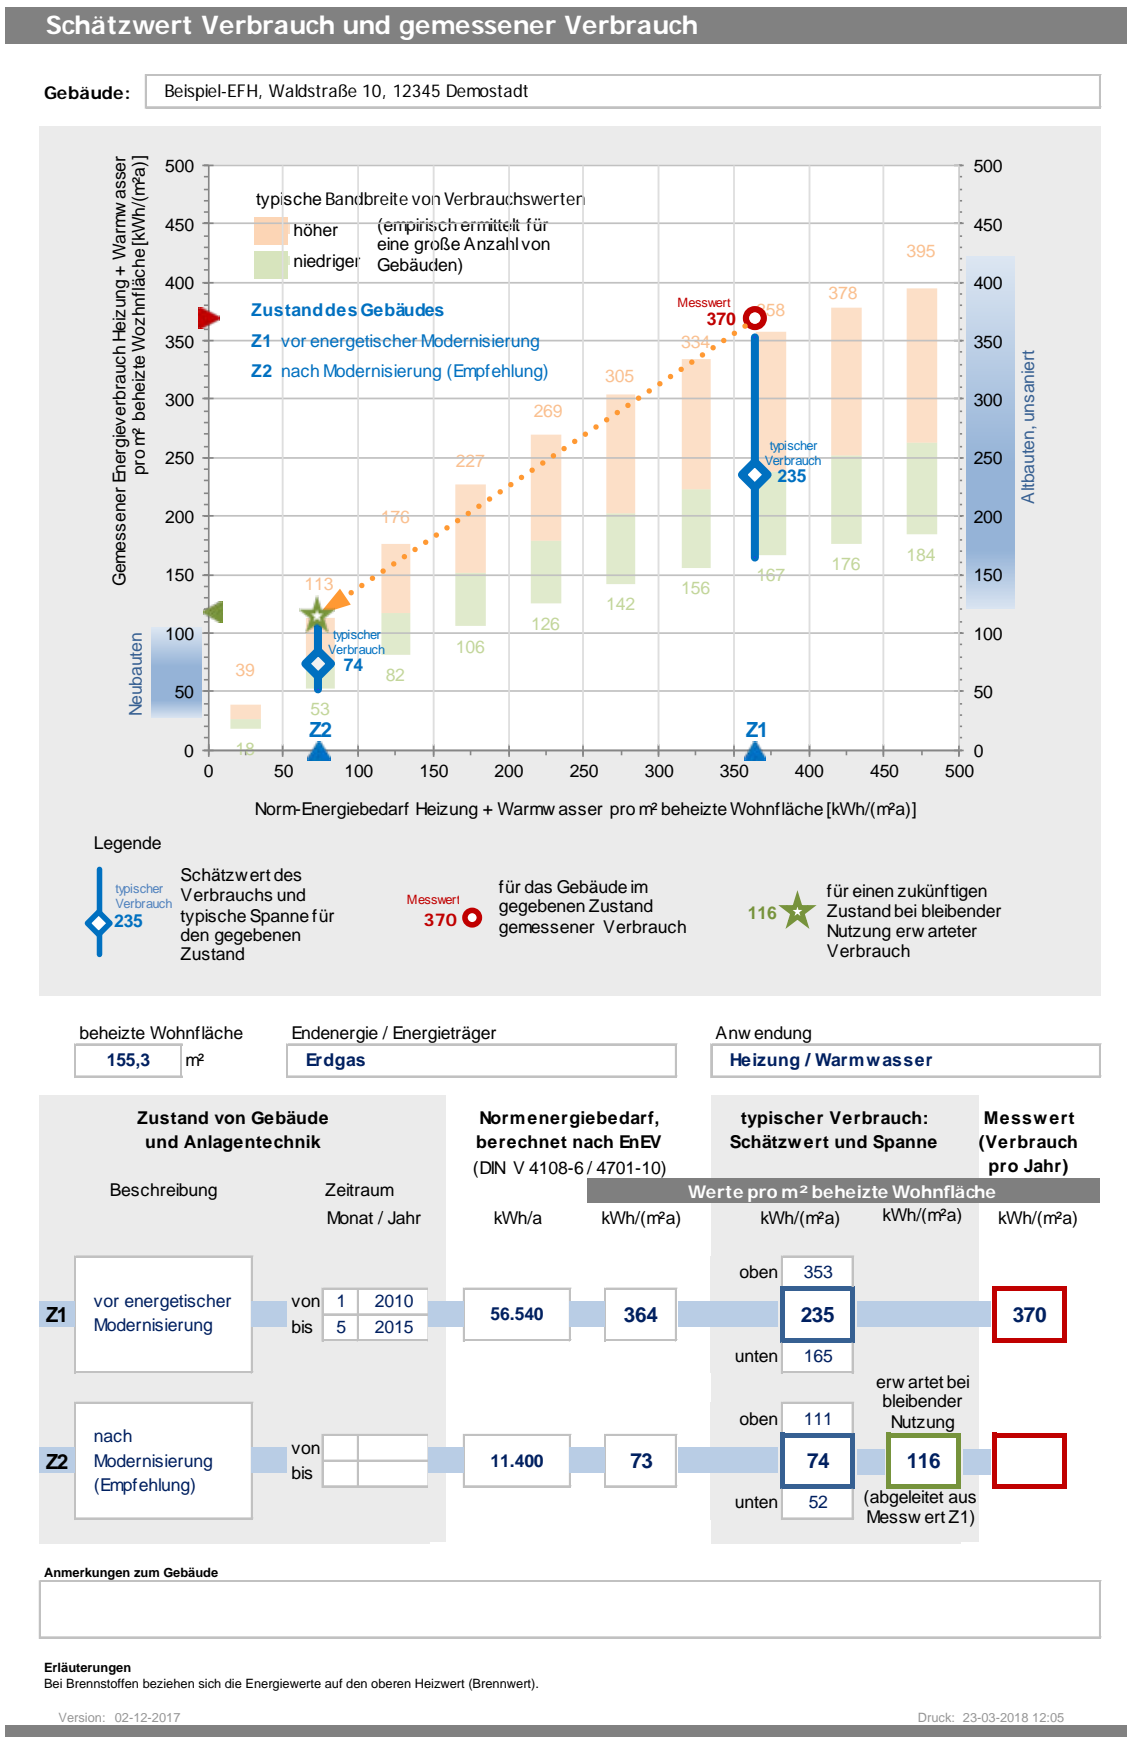 Schätzwert Verbrauch und gemessener Verbrauch
Gebäude:
Beispiel-EFH, Waldstraße 10, 12345 Demostadt
Gemessener Energieverbrauch Heizung + Warmwasser
pro m² beheizte Wozhnfläche [kWh/(m²a)]
500
450
400
350
300
250
200
150
100
50
0
typische Bandbreite von Verbrauchswerten
höher
niedriger
(empirisch ermittelt für
eine große Anzahl von
Gebäuden)
Zustand des Gebäudes
Z1 vor energetischer Modernisierung
Z2 nach Modernisierung (Empfehlung)
39
113
176
227
269
305
334
358
378
395
18
53
82
106
126
142
156
167
176
184
Messwert
370
typischer
Verbrauch
235
typischer
Verbrauch
74
Z2
Z1
500
450
400
350
300
250
200
150
100
50
0
Neubauten
Altbauten, unsaniert
0
50
100
150
200
250
300
350
400
450
500
Norm-Energiebedarf Heizung + Warmwasser pro m² beheizte Wohnfläche [kWh/(m²a)]
Legende
typischer
Verbrauch
235
Schätzwert des
Verbrauchs und
typische Spanne für
den gegebenen
Zustand
Messwert
370
für das Gebäude im
gegebenen Zustand
gemessener Verbrauch
116
für einen zukünftigen
Zustand bei bleibender
Nutzung erwarteter
Verbrauch
beheizte Wohnfläche
155,3 m²
Endenergie / Energieträger
Erdgas
Anwendung
Heizung / Warmwasser
Zustand von Gebäude
und Anlagentechnik
Normenergiebedarf,
berechnet nach EnEV
(DIN V 4108-6 / 4701-10)
typischer Verbrauch:
Schätzwert und Spanne
Messwert
(Verbrauch
pro Jahr)
Beschreibung
Zeitraum
Werte pro m² beheizte Wohnfläche
Monat / Jahr
kWh/a
kWh/(m²a)
kWh/(m²a)
kWh/(m²a)
kWh/(m²a)
Z1
vor energetischer
Modernisierung
von 1 2010
bis 5 2015
56.540
364
oben 353
235
unten 165
370
Z2
nach
Modernisierung
(Empfehlung)
von
bis
11.400
73
oben 111
74
unten 52
erwartet bei
bleibender
Nutzung
116
(abgeleitet aus
Messwert Z1)
Anmerkungen zum Gebäude
Erläuterungen
Bei Brennstoffen beziehen sich die Energiewerte auf den oberen Heizwert (Brennwert).
Version: 02-12-2017
Druck: 23-03-2018 12:05